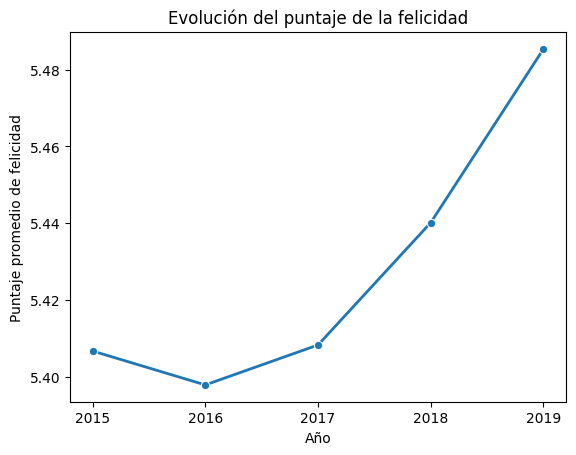 Evolución del puntaje de la felicidad
Puntaje promedio de felicidad
5.48
5.46
5.44
5.42
5.40
2015 2016 2017 2018 2019
Año